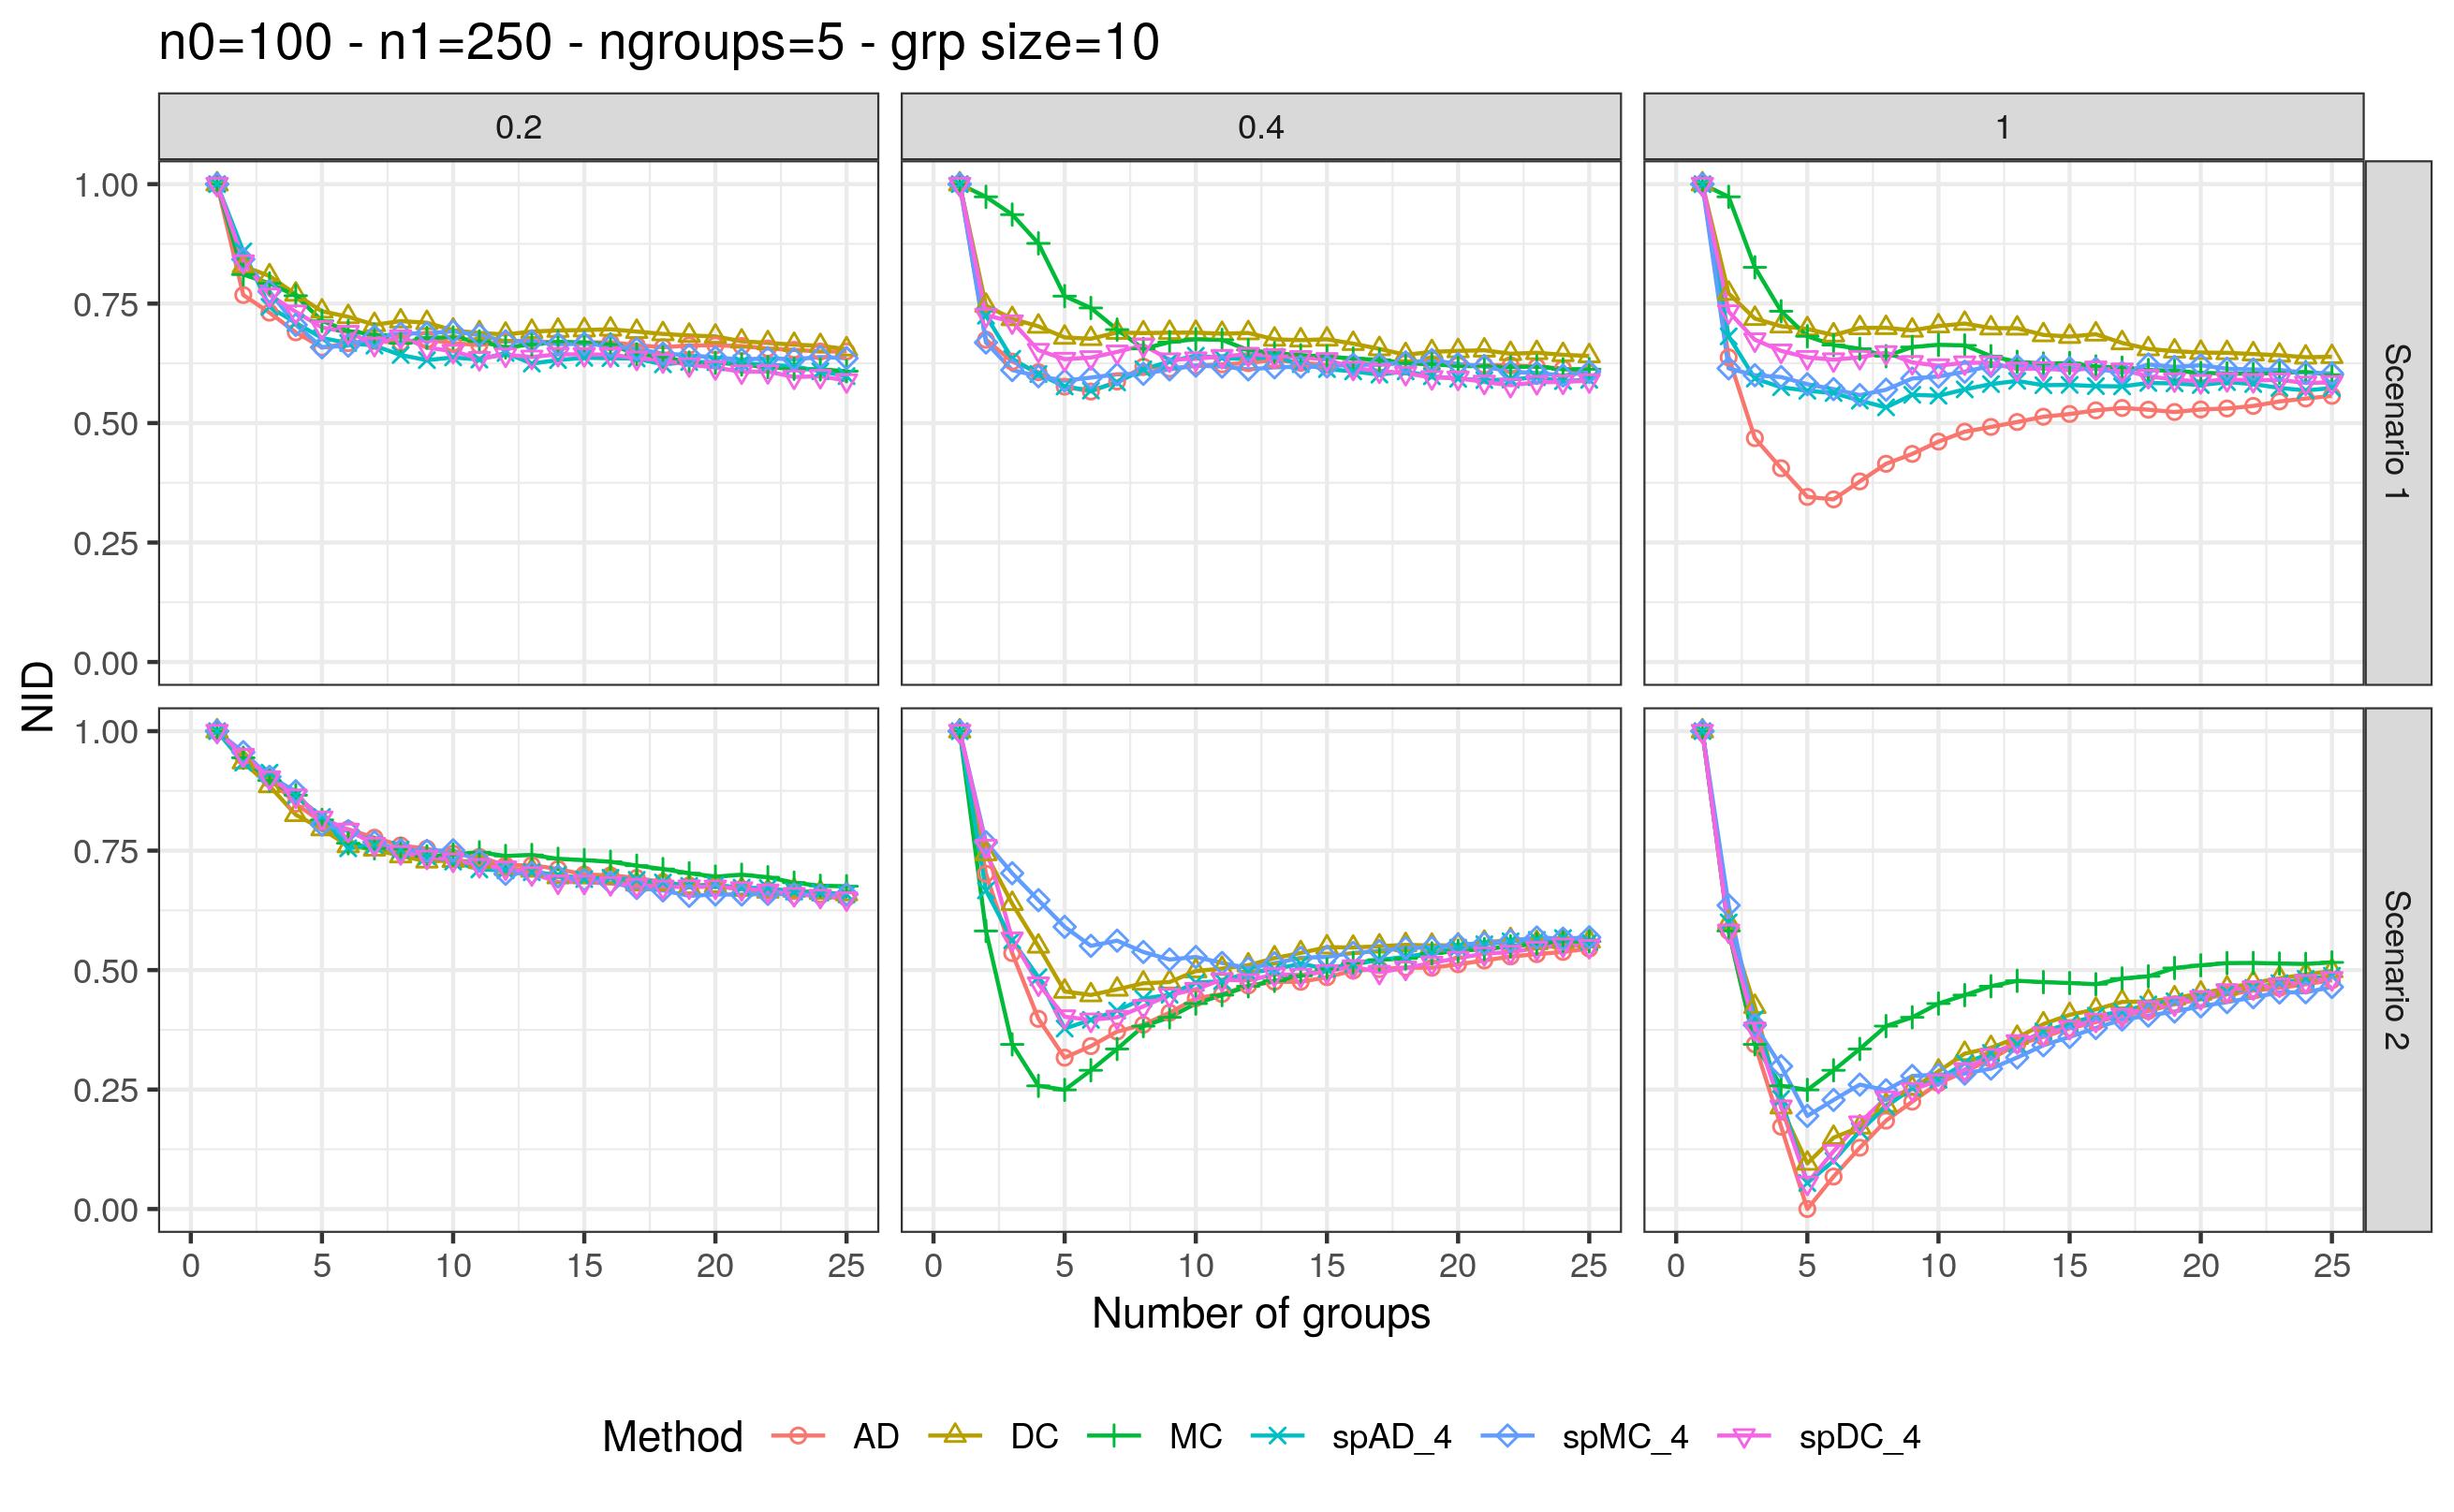 n0=100 - n1=250 - ngroups=5 - grp size=10
0.2 0.4 1
1.00
0.75
0.50
0.25
0.00
Scenario 1
NID
1.00
0.75
0.50
0.25
0.00
Scenario 2
0 5 10 15 20 25 0 5 10 15 20 25 0 5 10 15 20 25
Number of groups
Method AD DC MC spAD_4 spMC_4 spDC_4